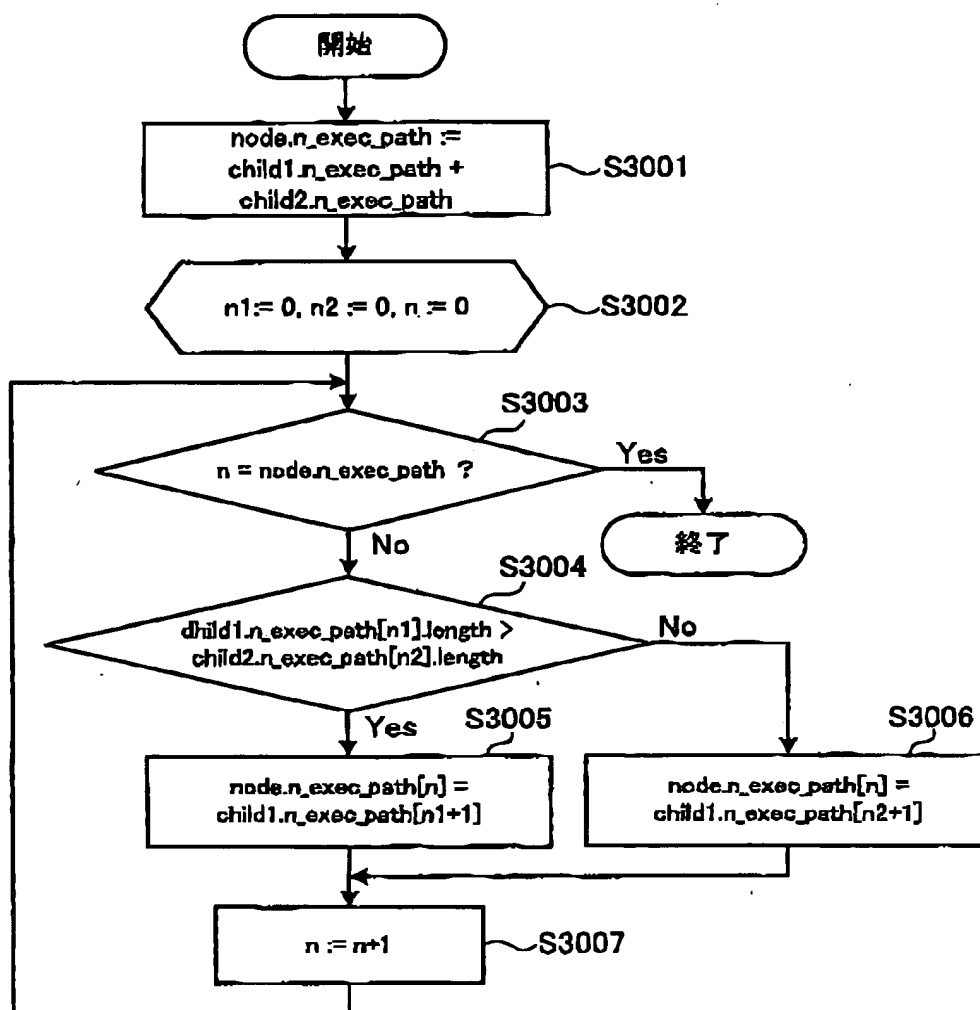 開始
node.n_exec_path :=
child1.n_exec_path +
child2.n_exec_path
S3001
n1:= 0, n2 := 0, n := 0
S3002
S3003
n = node.n_exec_path ?
Yes
終了
No
S3004
child1.n_exec_path[n1].length >
child2.n_exec_path[n2].length
No
Yes
S3005
node.n_exec_path[n] =
child1.n_exec_path[n1+1]
S3006
node.n_exec_path[n] =
child1.n_exec_path[n2+1]
n := n+1
S3007